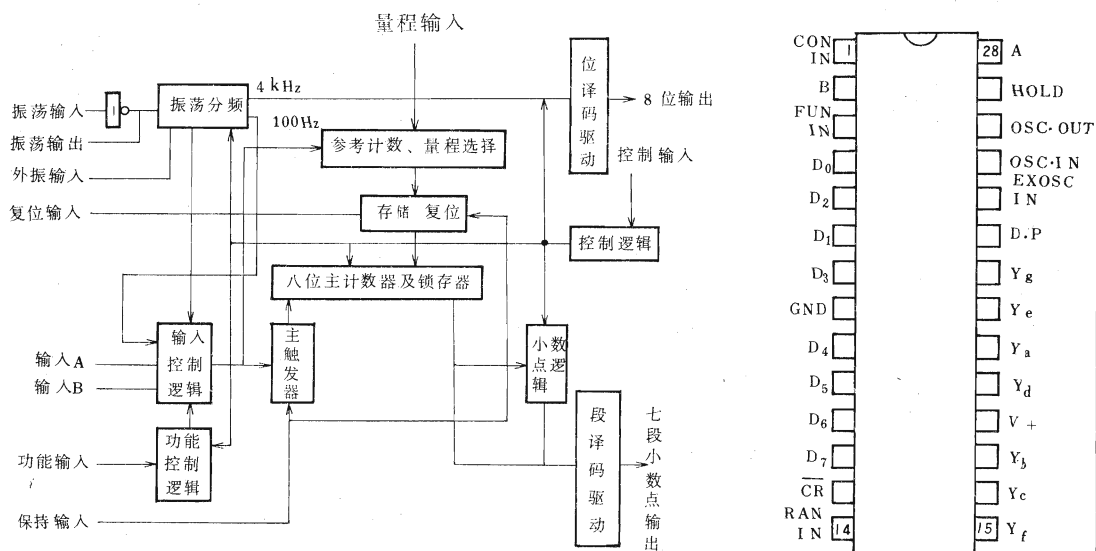 量程输入
4 kHz
振荡输入
振荡分频
位译码驱动
8 位输出
振荡输出
100Hz
外振输入
参考计数、量程选择
控制输入
复位输入
存储 复位
控制逻辑
八位主计数器及锁存器
输入控制逻辑
主触发器
小数点逻辑
输入A
输入B
功能控制逻辑
功能输入
段译码驱动
七段小数点输出
保持输入
CON IN
1
28
A
B
HOLD
FUN IN
OSC·OUT
D₀
OSC·IN
D₂
EXOSC IN
D₁
D·P
D₃
Yg
GND
Ye
D₄
Ya
D₅
Yd
D₆
V+
D₇
Yb
C̅R̅
Yc
RAN IN
14
15
Yf